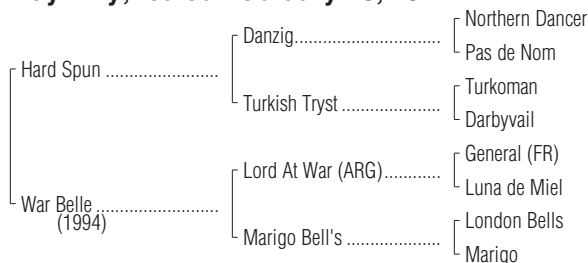 Northern Dancer
Danzig
Pas de Nom
Hard Spun
Turkoman
Turkish Tryst
Darbyvail
General (FR)
Lord At War (ARG)
Luna de Miel
War Belle
(1994)
London Bells
Marigo Bell's
Marigo